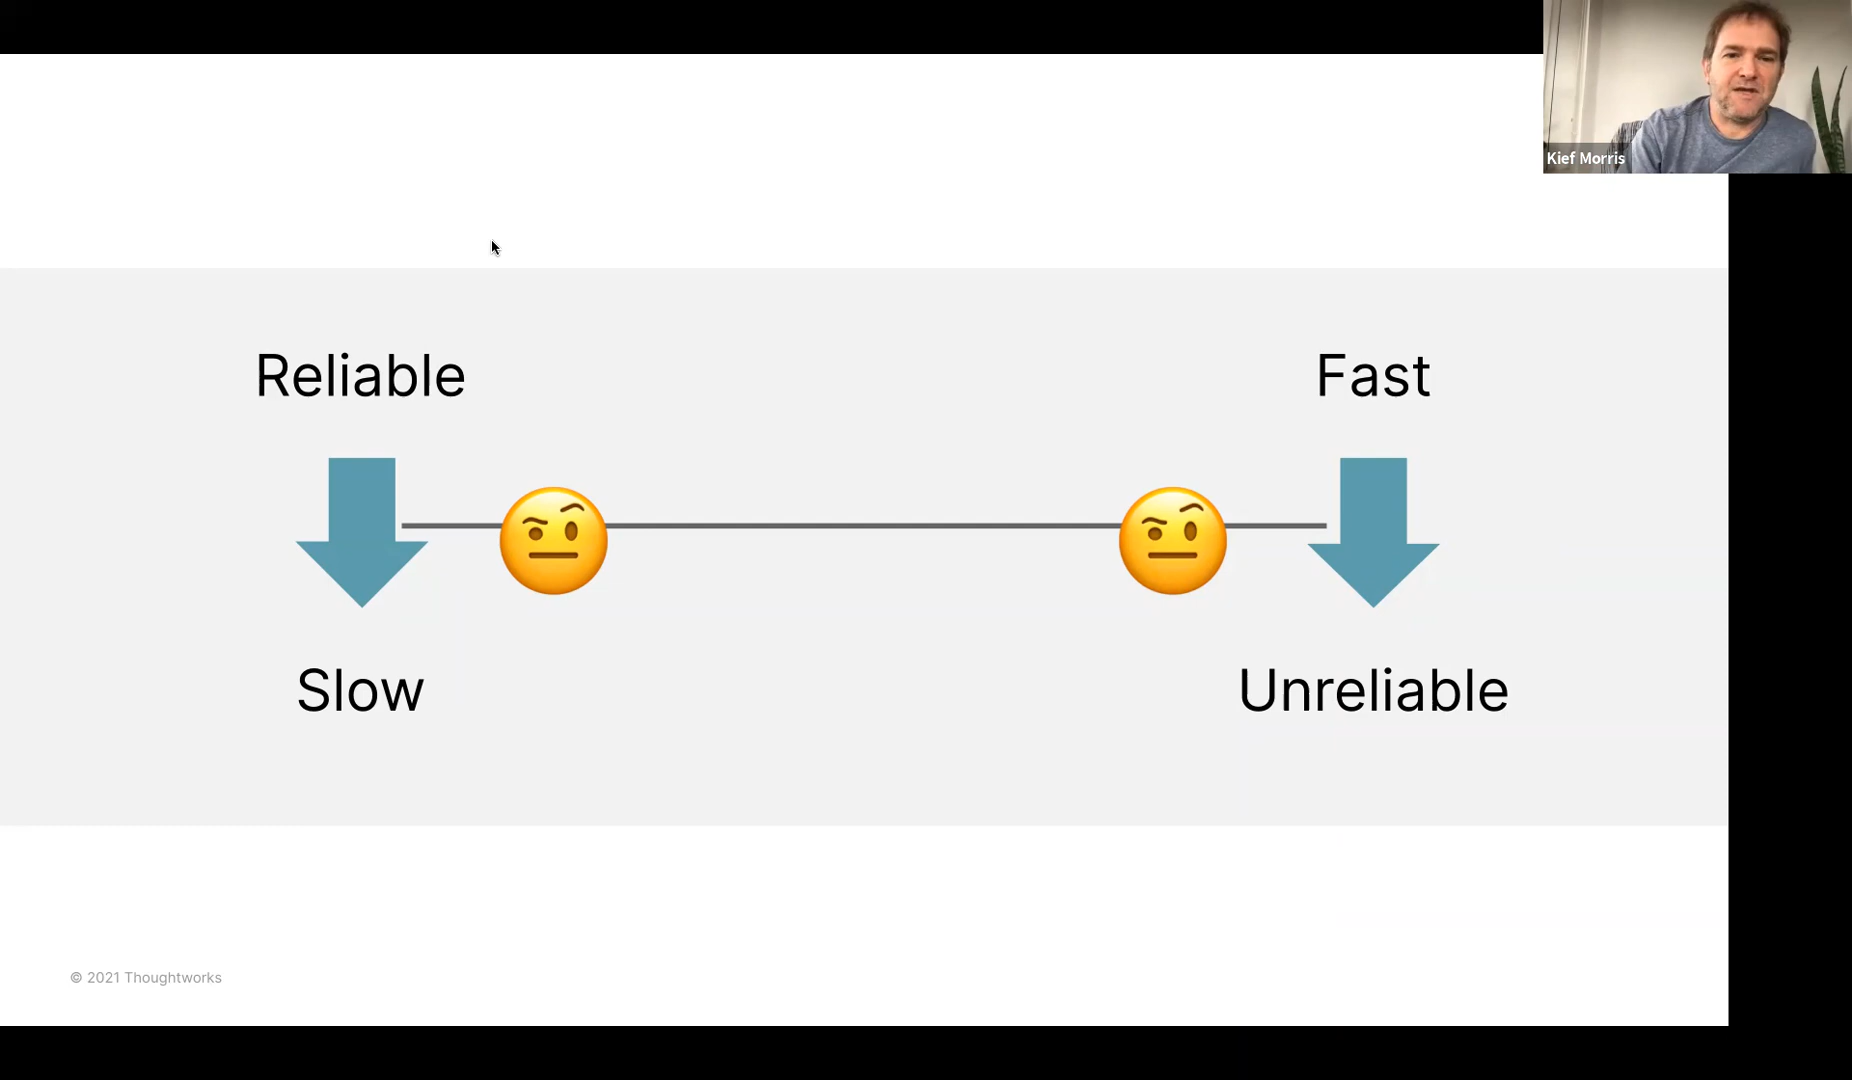 Kief Morris
Reliable
Fast
Slow
Unreliable
© 2021 Thoughtworks